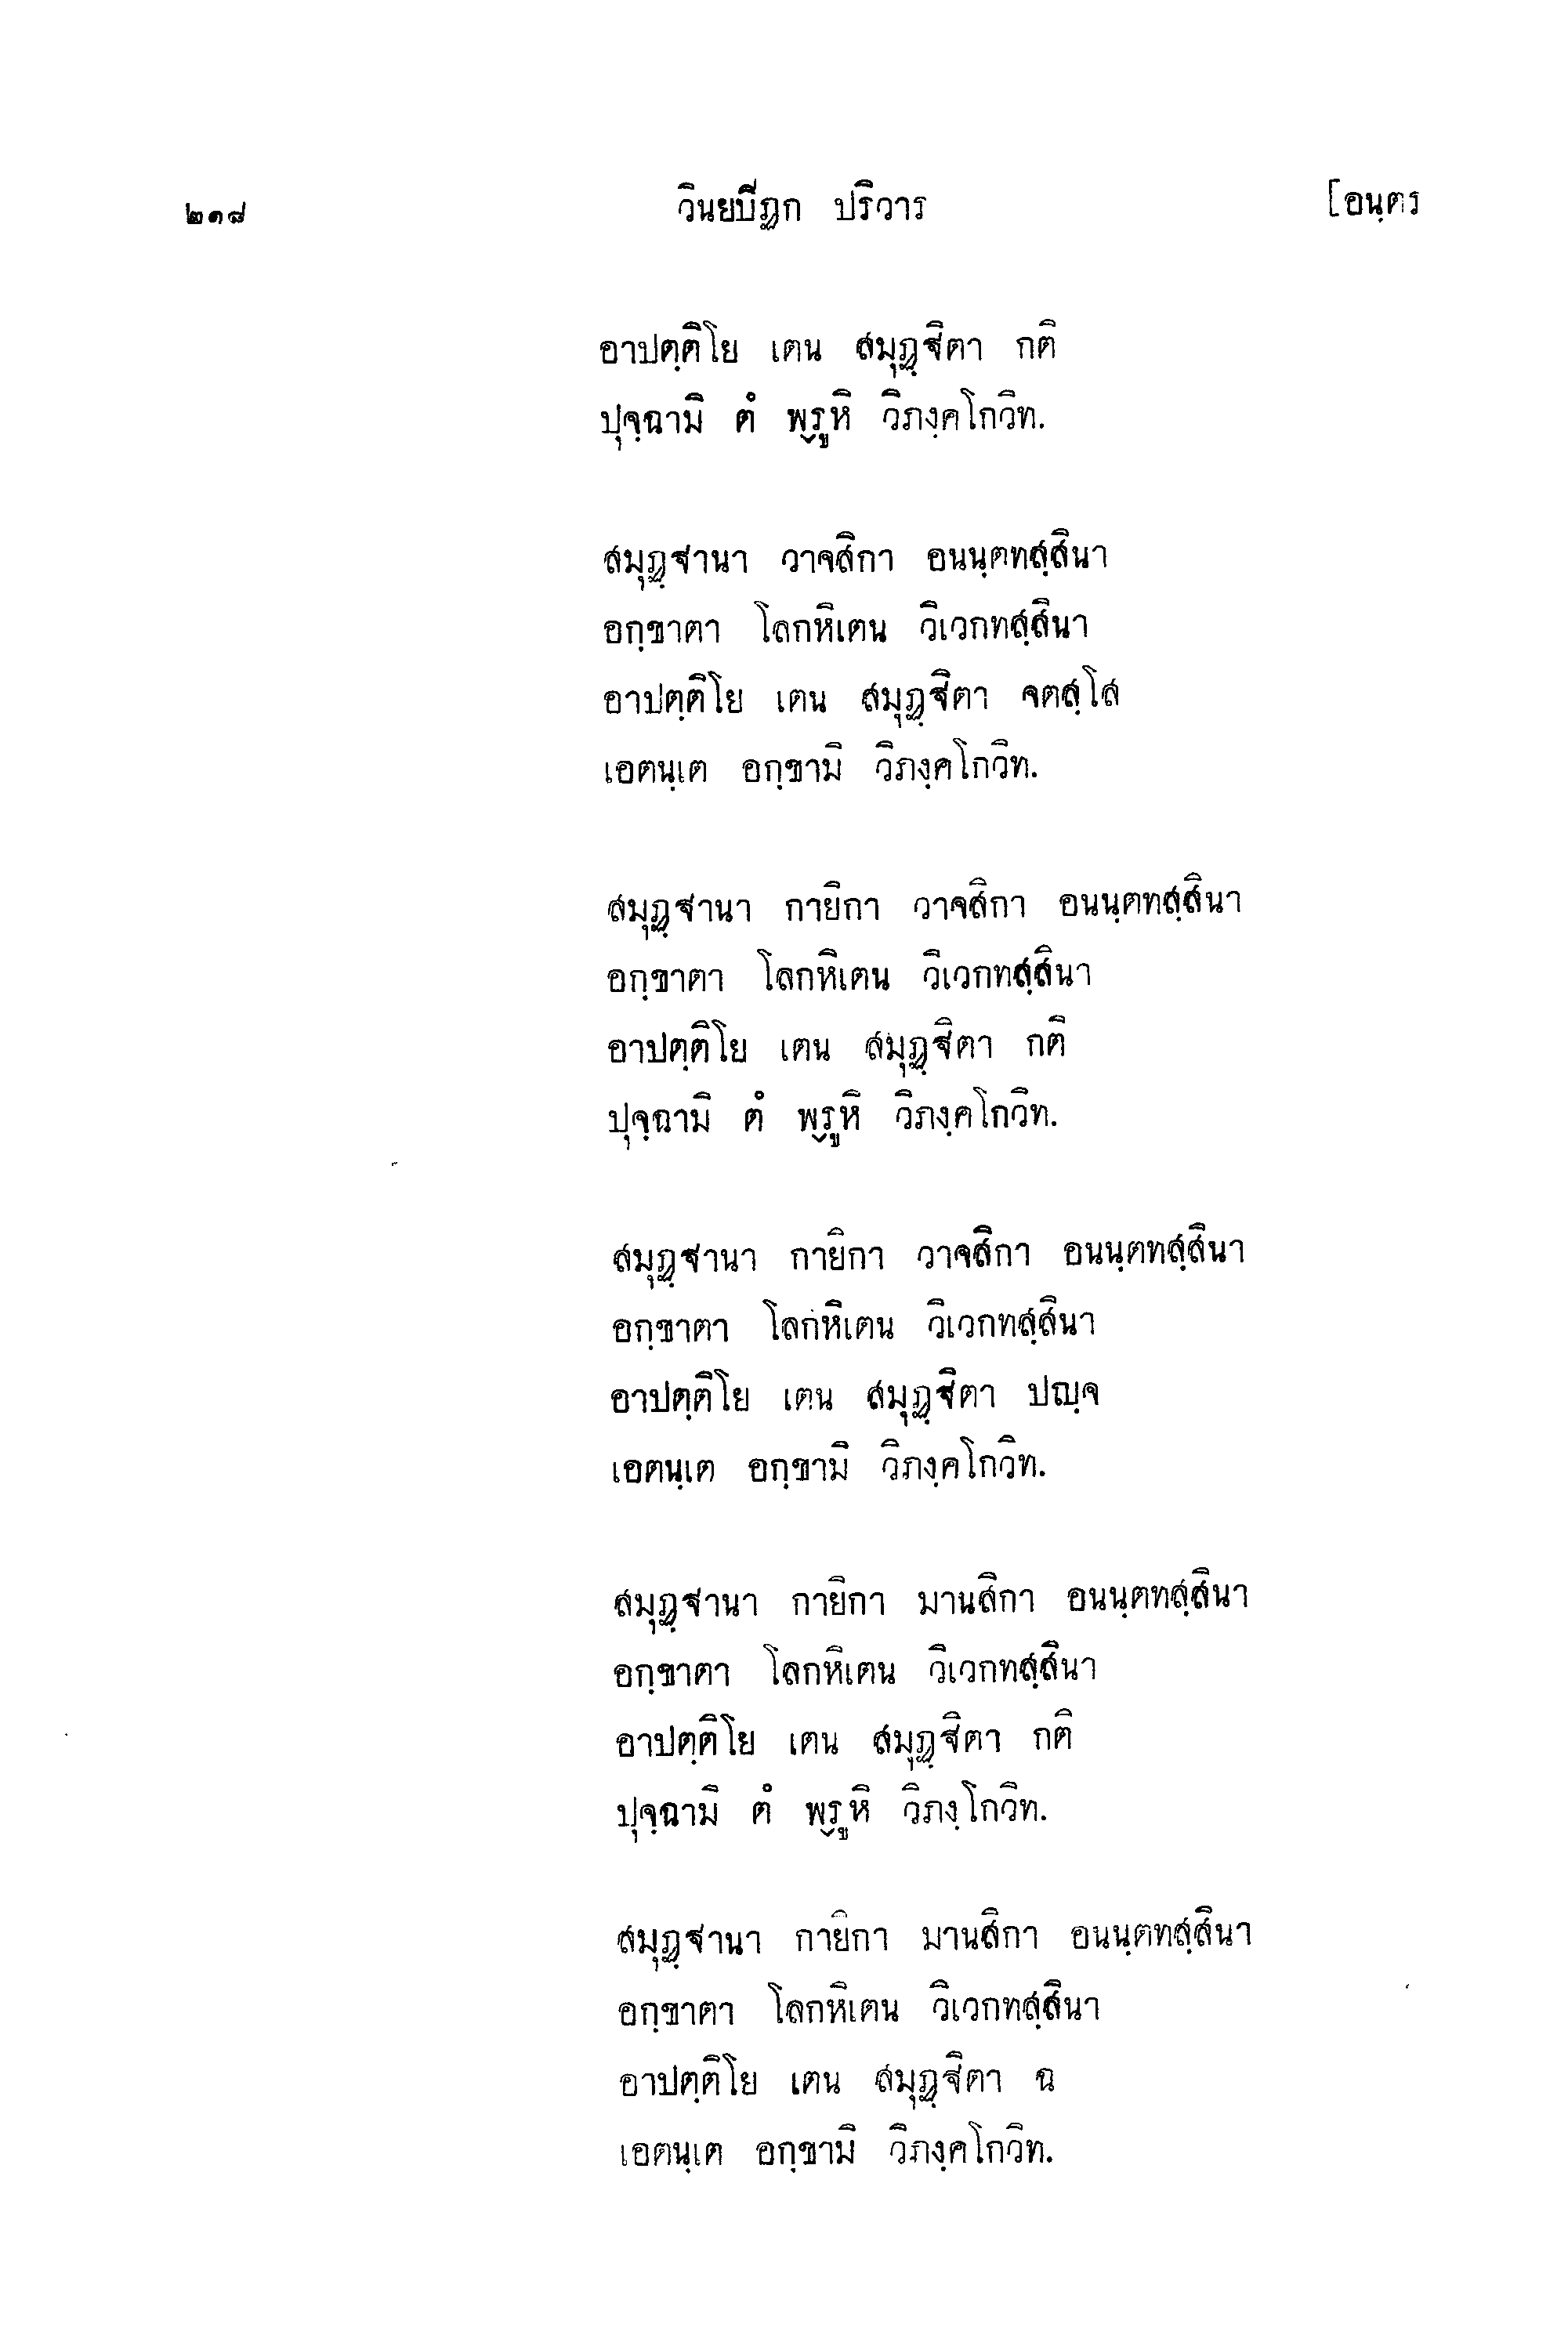 ๒๑๘ วินยปิฏก ปริวาร [อนฺตร
อาปตฺติโย เตน สมุฏฺฐิตา กติ
ปุจฺฉามิ ตํ พฺรูหิ วิภงฺคโกวิท.
สมุฏฺฐานา วาจสิกา อนนฺตทสฺสินา
อกฺขาตา โลกหิเตน วิเวกทสฺสินา
อาปตฺติโย เตน สมุฏฺฐิตา จตสฺโส
เอตนฺเต อกฺขามิ วิภงฺคโกวิท.
สมุฏฺฐานา กายิกา วาจสิกา อนนฺตทสฺสินา
อกฺขาตา โลกหิเตน วิเวกทสฺสินา
อาปตฺติโย เตน สมุฏฺฐิตา กติ
ปุจฺฉามิ ตํ พฺรูหิ วิภงฺคโกวิท.
สมุฏฺฐานา กายิกา วาจสิกา อนนฺตทสฺสินา
อกฺขาตา โลกหิเตน วิเวกทสฺสินา
อาปตฺติโย เตน สมุฏฺฐิตา ปญฺจ
เอตนฺเต อกฺขามิ วิภงฺคโกวิท.
สมุฏฺฐานา กายิกา มานสิกา อนนฺตทสฺสินา
อกฺขาตา โลกหิเตน วิเวกทสฺสินา
อาปตฺติโย เตน สมุฏฺฐิตา กติ
ปุจฺฉามิ ตํ พฺรูหิ วิภงฺโกวิท.
สมุฏฺฐานา กายิกา มานสิกา อนนฺตทสฺสินา
อกฺขาตา โลกหิเตน วิเวกทสฺสินา
อาปตฺติโย เตน สมุฏฺฐิตา ฉ
เอตนฺเต อกฺขามิ วิภงฺคโกวิท.